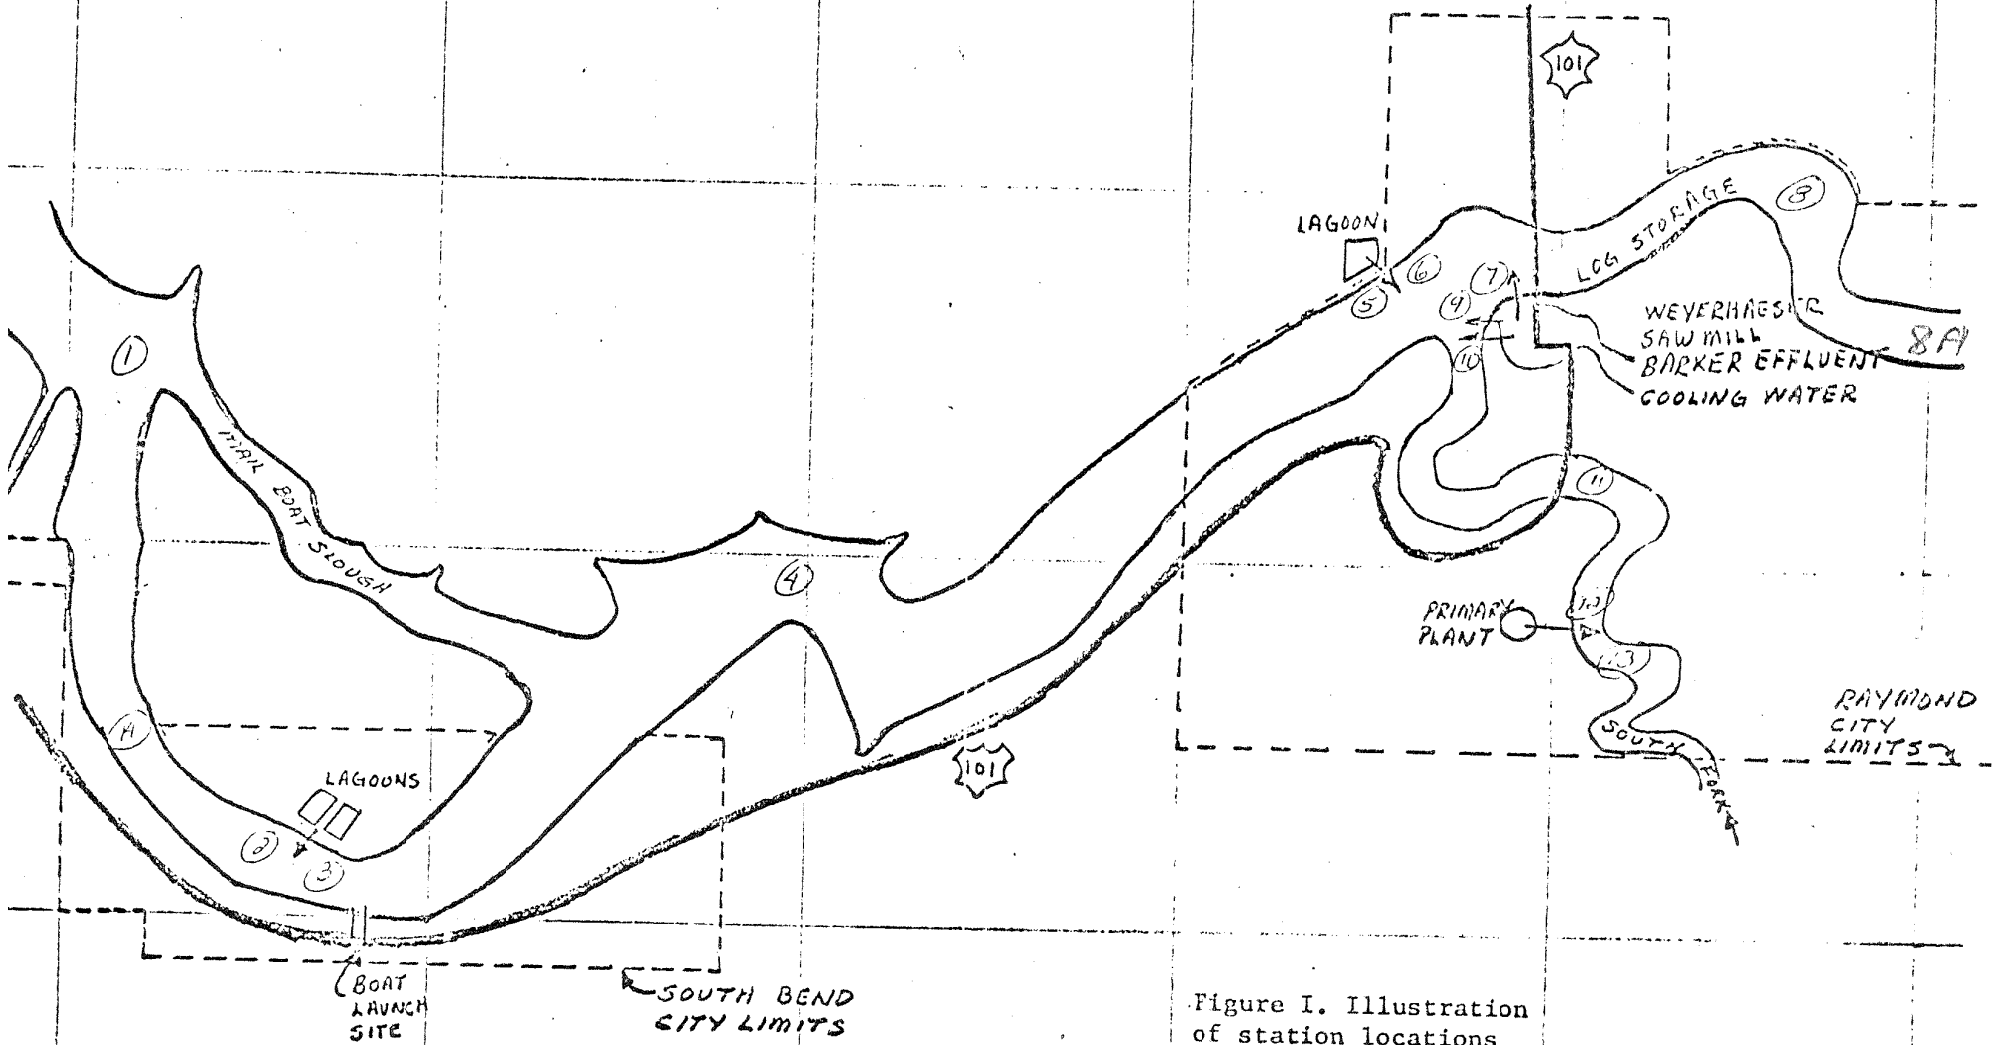 101
8
LAGOON
LOG STORAGE
6
7
5
9
WEYERHAESER
SAWMILL
BARKER EFFLUENT
COOLING WATER
8A
10
1
MAIL BOAT SLOUGH
11
4
PRIMARY
PLANT
13
RAYMOND
CITY
LIMITS
SOUTH FORK
101
LAGOONS
2
3
BOAT
LAUNCH
SITE
SOUTH BEND
CITY LIMITS
Figure I. Illustration
of station locations